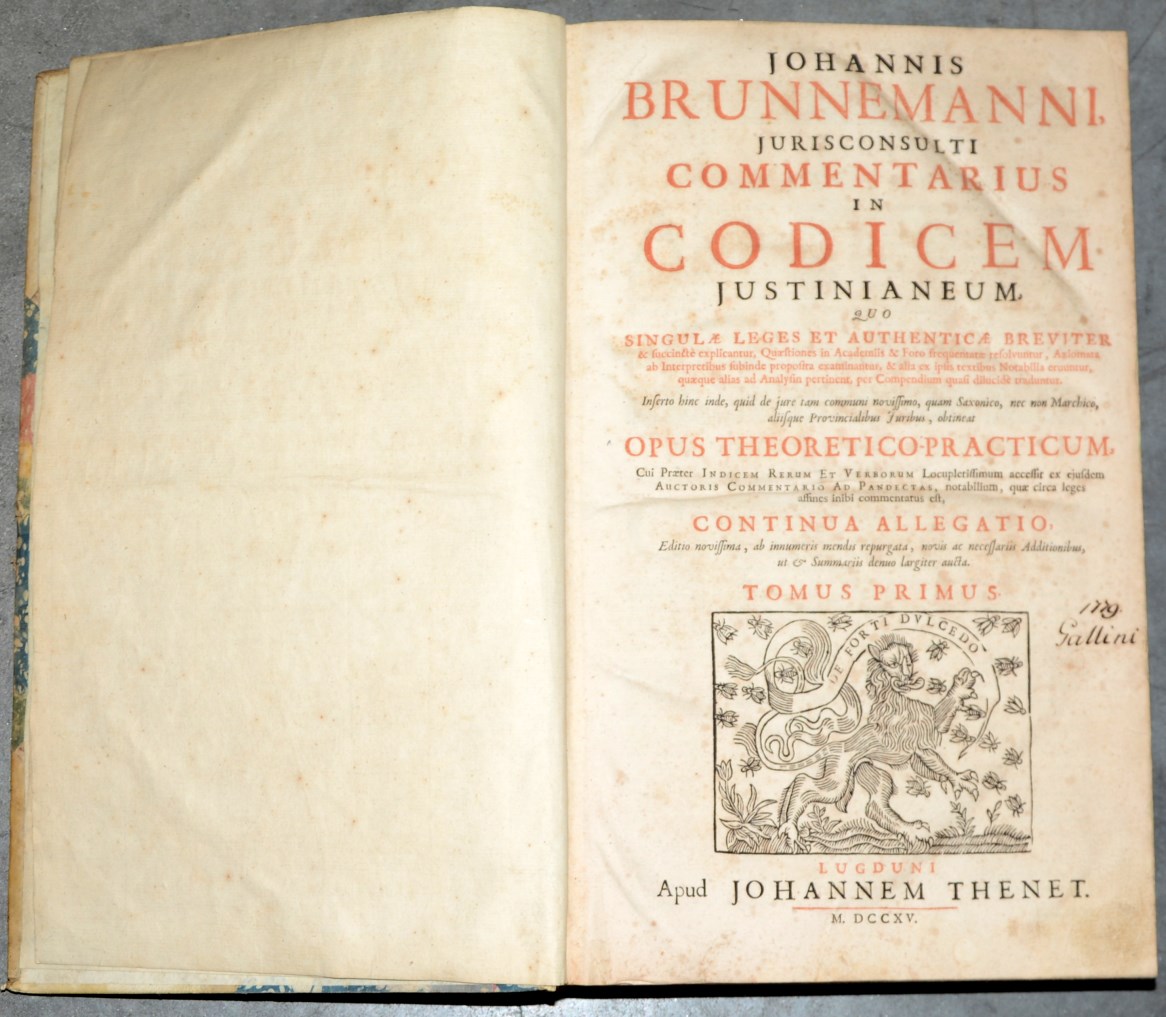 JOHANNIS
BRUNNEMANNI,
JURISCONSULTI
COMMENTARIUS
IN
CODICEM
JUSTINIANEUM,
QUO
SINGULÆ LEGES ET AUTHENTICÆ BREVITER
& succinctè explicantur, Quæstiones in Academiis & Foro frequentatæ resolvuntur, Axiomata
ab Interpretibus subinde proposita examinantur, & alia ex ipsis textibus Notabilia eruuntur,
quæque alias ad Analysin pertinent, per Compendium quasi dilucidè traduntur.
Inserto hinc inde, quid de jure tam communi novissimo, quam Saxonico, nec non Marchico,
aliisque Provincialibus Juribus, obtineat
OPUS THEORETICO-PRACTICUM,
Cui Præter INDICEM RERUM ET VERBORUM Locupletissimum accessit ex ejusdem
AUCTORIS COMMENTARIO AD PANDECTAS, notabilium, quæ circa leges
affines inibi commentatus est,
CONTINUA ALLEGATIO,
Editio novissima, ab innumeris mendis repurgata, novis ac necessariis Additionibus,
ut & Summariis denuo largiter aucta.
TOMUS PRIMUS.
Gallini
DE FORTI DVLCEDO
LUGDUNI
Apud JOHANNEM THENET.
M. DCCXV.